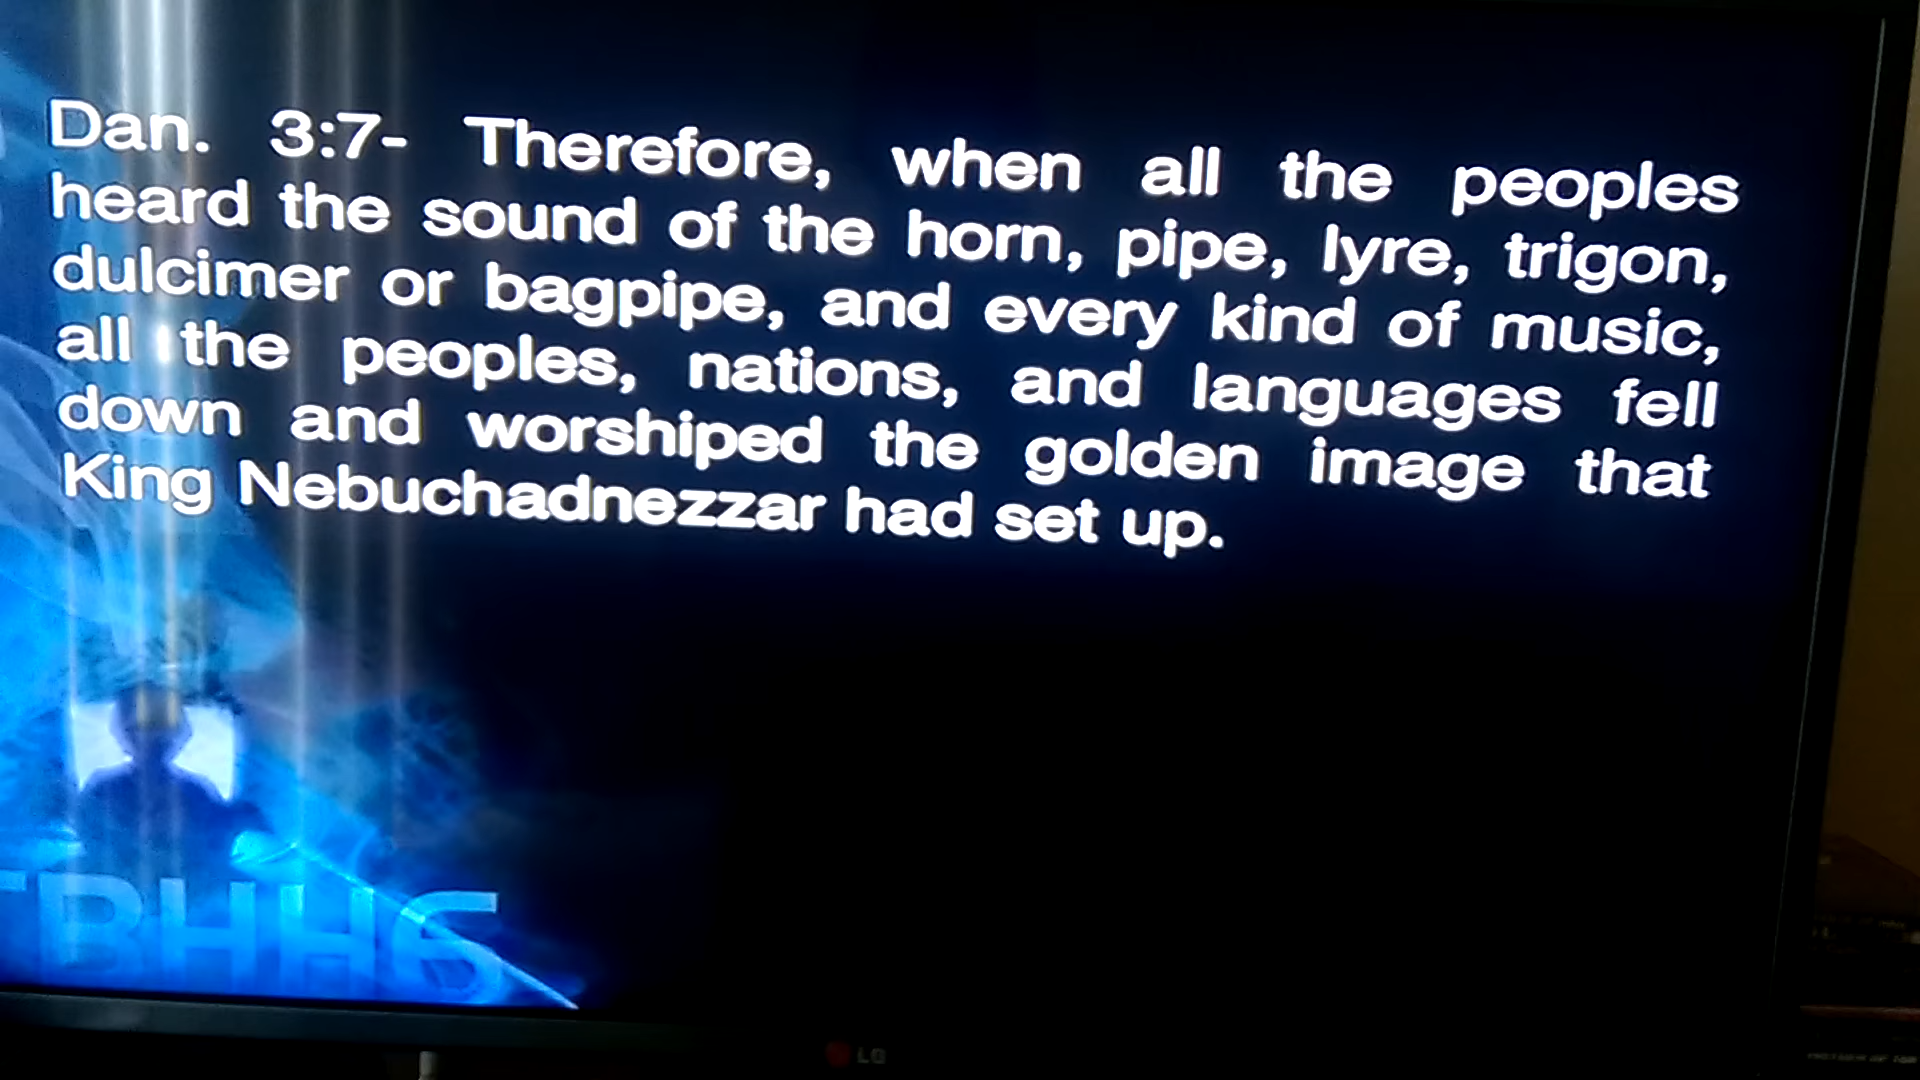 Dan. 3:7- Therefore, when all the peoples
heard the sound of the horn, pipe, lyre, trigon,
dulcimer or bagpipe, and every kind of music,
all the peoples, nations, and languages fell
down and worshiped the golden image that
King Nebuchadnezzar had set up.
LG